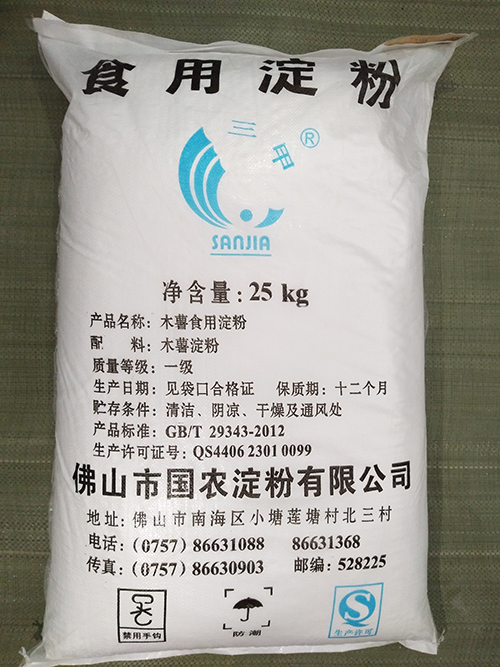 食用淀粉
三甲®
SANJIA
净含量：25 kg
产品名称：木薯食用淀粉
配 料：木薯淀粉
质量等级：一级
生产日期：见袋口合格证 保质期：十二个月
贮存条件：清洁、阴凉、干燥及通风处
产品标准：GB/T 29343-2012
生产许可证号：QS4406 2301 0099
佛山市国农淀粉有限公司
地址：佛山市南海区小塘莲塘村北三村
电话：（0757）86631088 86631368
传真：（0757）86630903 邮编：528225
禁用手钩
防潮
生产许可